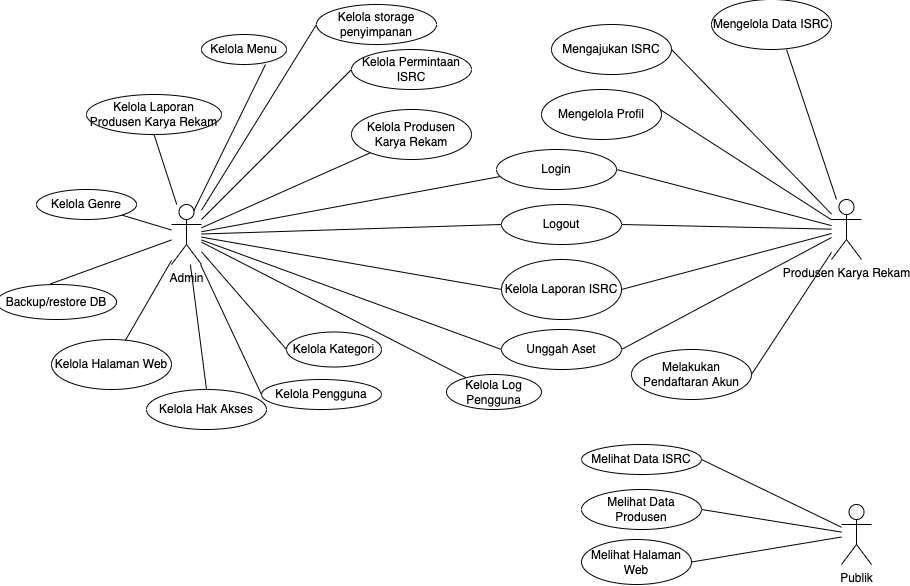 Kelola storage
penyimpanan
Mengelola Data ISRC
Kelola Menu
Mengajukan ISRC
Kelola Permintaan
ISRC
Kelola Laporan
Produsen Karya Rekam
Mengelola Profil
Kelola Produsen
Karya Rekam
Login
Kelola Genre
Logout
Admin
Produsen Karya Rekam
Kelola Laporan ISRC
Backup/restore DB
Kelola Kategori
Unggah Aset
Kelola Halaman Web
Melakukan
Pendaftaran Akun
Kelola Pengguna
Kelola Log
Pengguna
Kelola Hak Akses
Melihat Data ISRC
Melihat Data
Produsen
Melihat Halaman
Web
Publik